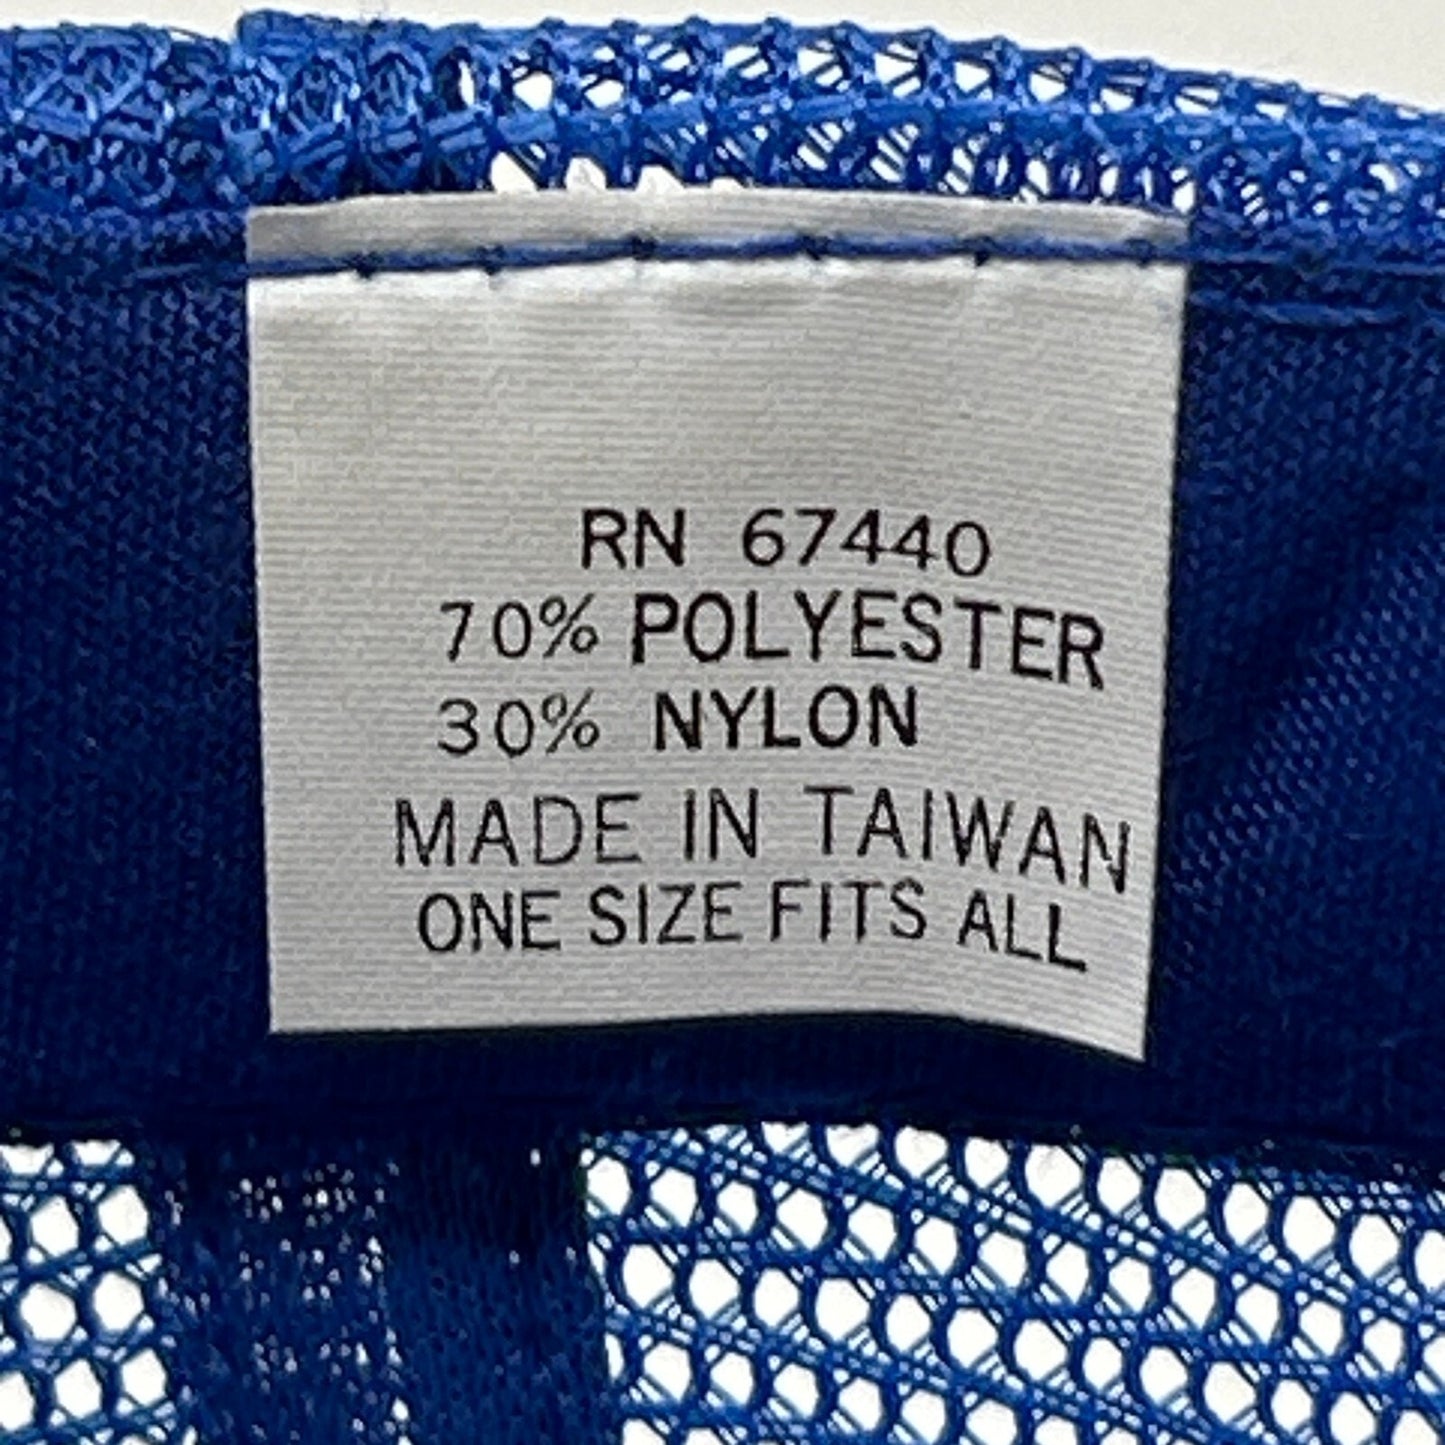 RN 67440
70% POLYESTER
30% NYLON
MADE IN TAIWAN
ONE SIZE FITS ALL